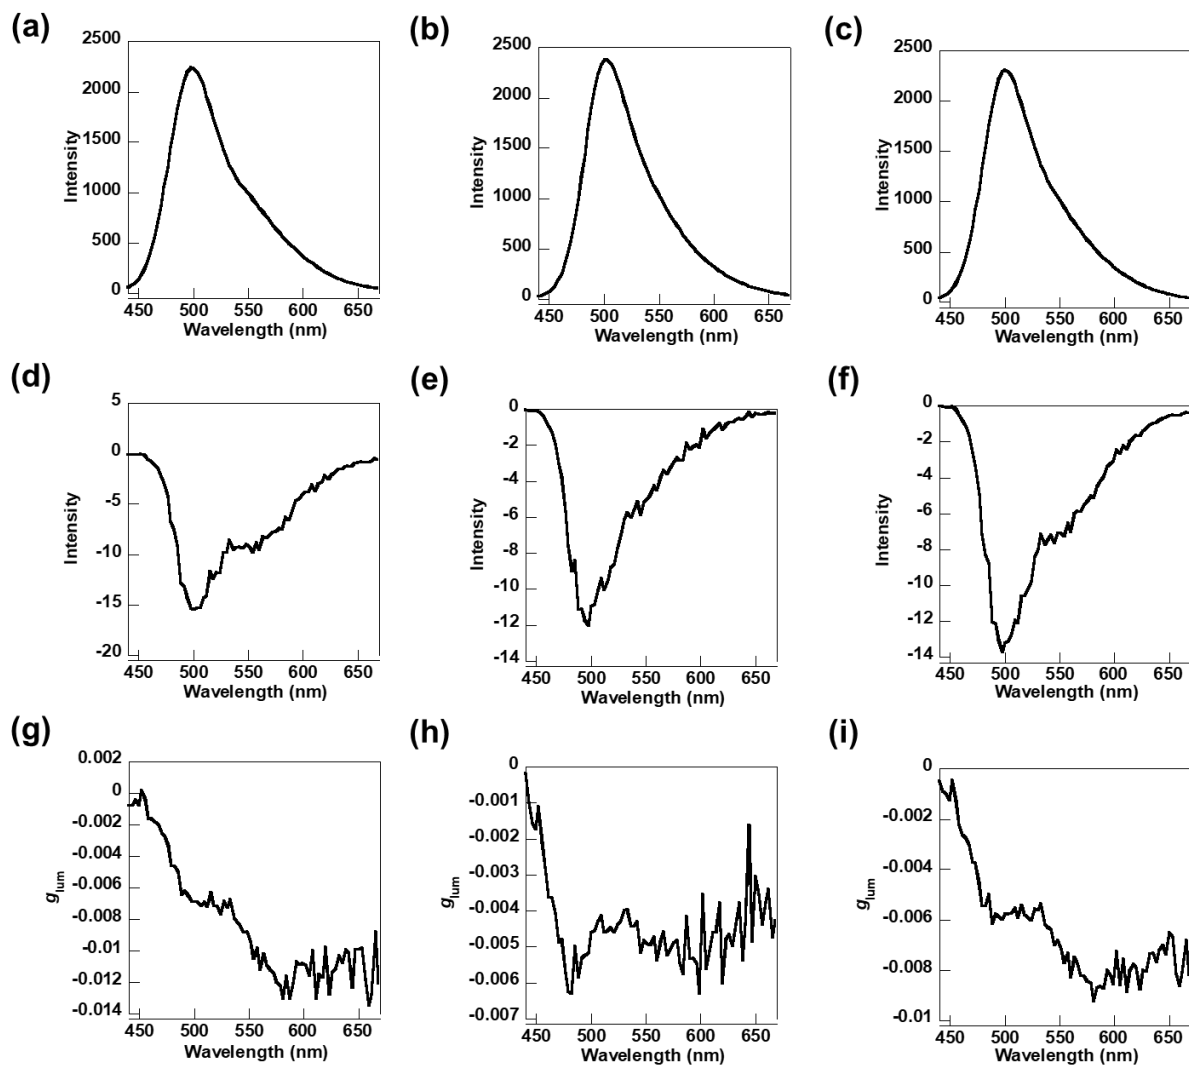 (a)
2500
2000
1500
1000
500
0
Intensity
450 500 550 600 650
Wavelength (nm)
(b)
2500
2000
1500
1000
500
0
Intensity
450 500 550 600 650
Wavelength (nm)
(c)
2500
2000
1500
1000
500
0
Intensity
450 500 550 600 650
Wavelength (nm)
(d)
5
0
-5
-10
-15
-20
Intensity
450 500 550 600 650
Wavelength (nm)
(e)
0
-2
-4
-6
-8
-10
-12
-14
Intensity
450 500 550 600 650
Wavelength (nm)
(f)
0
-2
-4
-6
-8
-10
-12
-14
Intensity
450 500 550 600 650
Wavelength (nm)
(g)
0.002
0
-0.002
-0.004
-0.006
-0.008
-0.01
-0.012
-0.014
glum
450 500 550 600 650
Wavelength (nm)
(h)
0
-0.001
-0.002
-0.003
-0.004
-0.005
-0.006
-0.007
glum
450 500 550 600 650
Wavelength (nm)
(i)
0
-0.002
-0.004
-0.006
-0.008
-0.01
glum
450 500 550 600 650
Wavelength (nm)